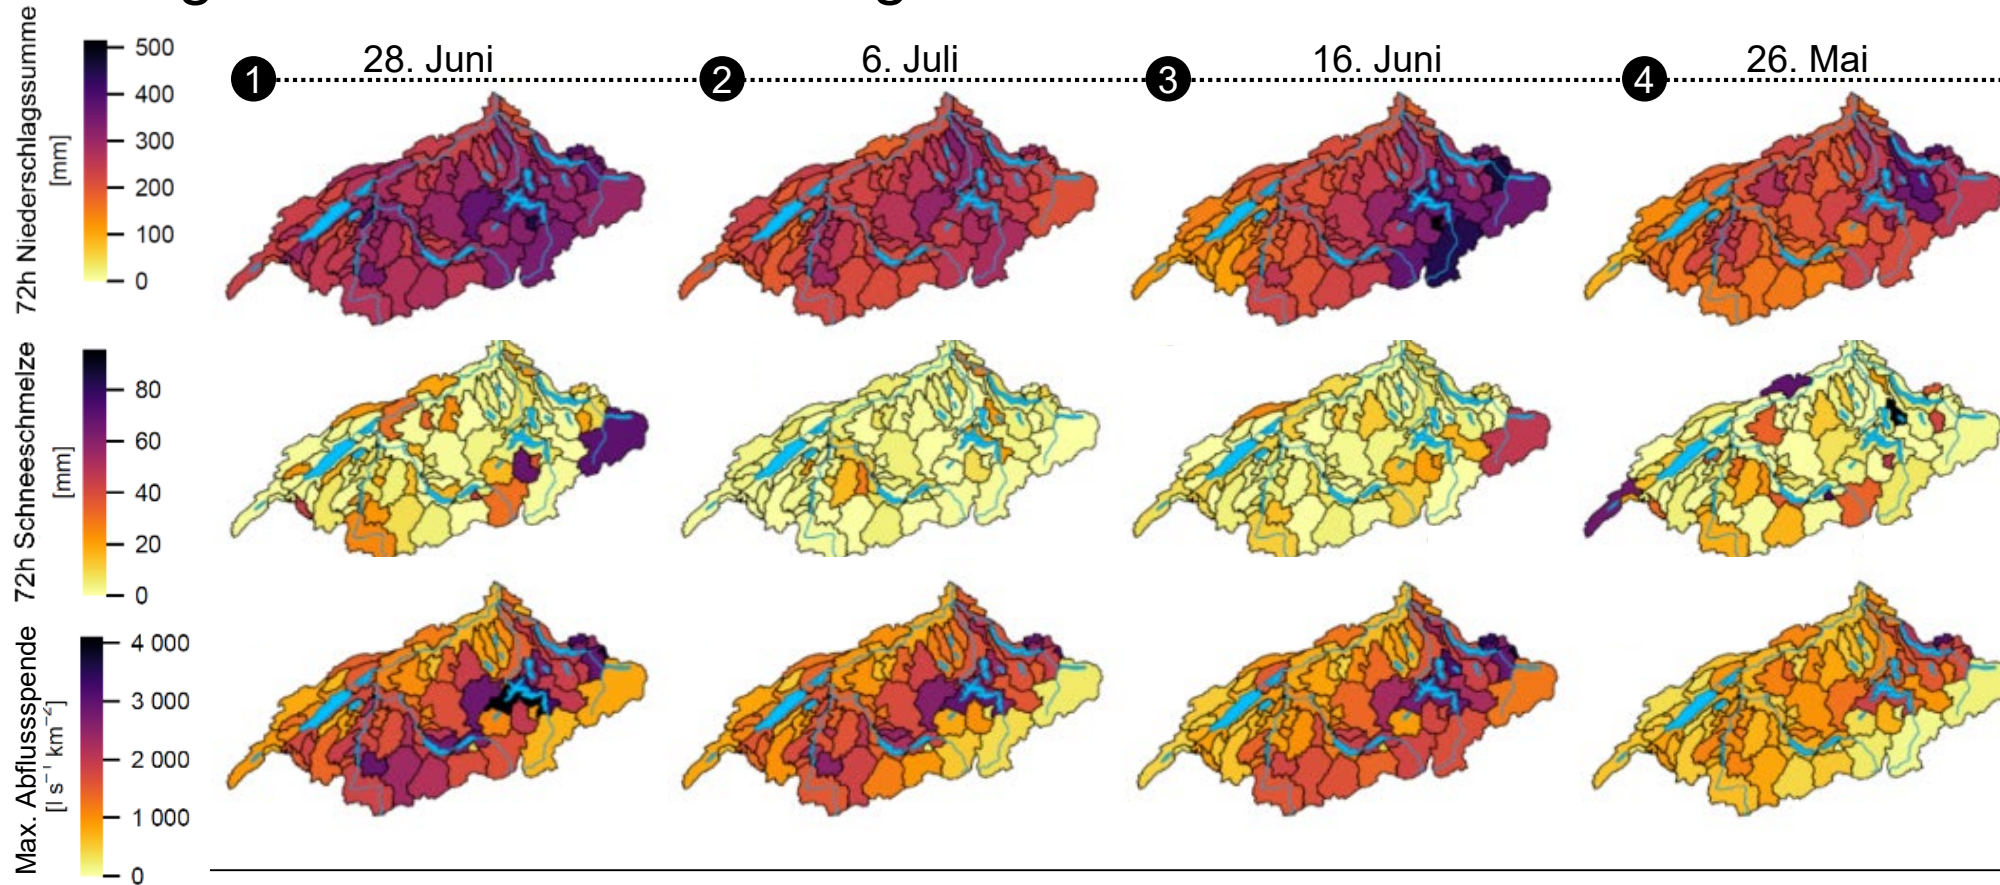 28. Juni
6. Juli
16. Juni
26. Mai
1
2
3
4
72h Niederschlagssumme
[mm]
500
400
300
200
100
0
72h Schneeschmelze
[mm]
80
60
40
20
0
Max. Abflussspende
[l s⁻¹ km⁻²]
4 000
3 000
2 000
1 000
0